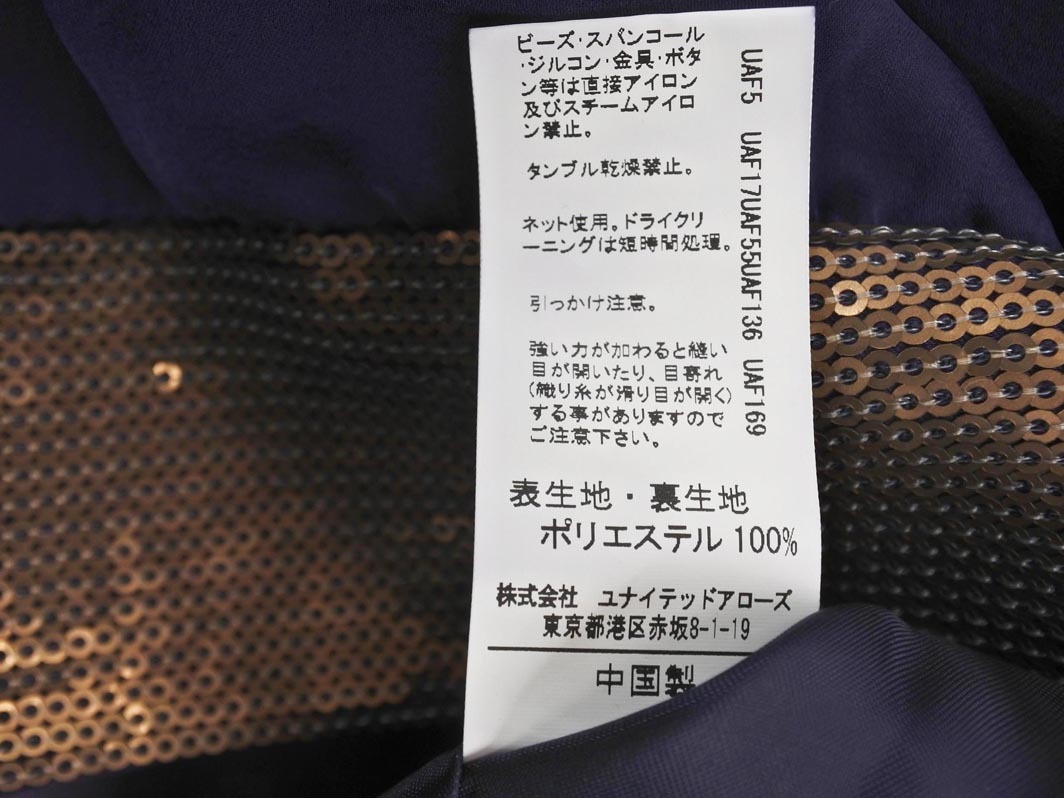 ビーズ・スパンコール
・ジルコン・金具・ボタ
ン等は直接アイロン
及びスチームアイロ
ン禁止。
タンブル乾燥禁止。
ネット使用。ドライクリ
ーニングは短時間処理。
引っかけ注意。
強い力が加わると縫い
目が開いたり、目寄れ
(織り糸が滑り目が開く)
する事がありますので
ご注意下さい。
表生地・裏生地
ポリエステル 100%
株式会社 ユナイテッドアローズ
東京都港区赤坂8-1-19
中国製
UAF5 UAF17UAF55UAF136 UAF169